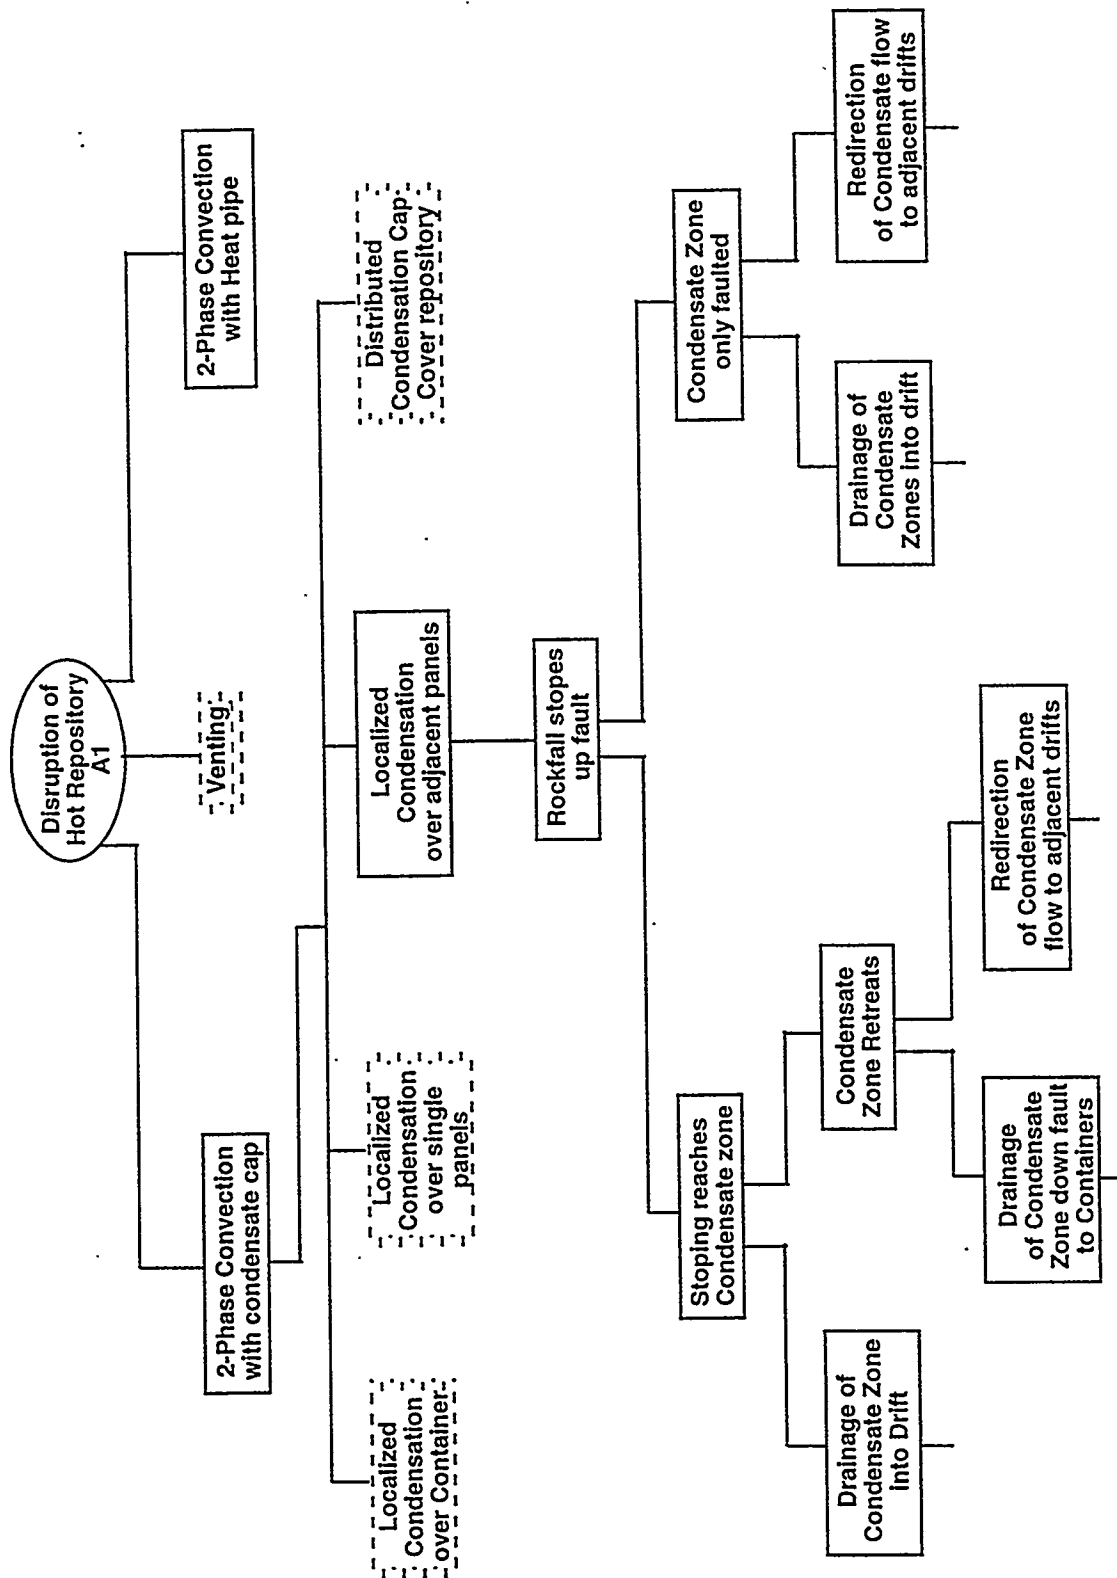 Disruption of
Hot Repository
A1
2-Phase Convection
with condensate cap
Venting
2-Phase Convection
with Heat pipe
Localized
Condensation
over Container
Localized
Condensation
over single
panels
Localized
Condensation
over adjacent panels
Distributed
Condensation Cap
Cover repository
Rockfall stopes
up fault
Stoping reaches
Condensate zone
Condensate Zone
only faulted
Drainage of
Condensate Zone
into Drift
Condensate
Zone Retreats
Drainage of
Condensate
Zones into drift
Redirection
of Condensate flow
to adjacent drifts
Drainage
of Condensate
Zone down fault
to Containers
Redirection
of Condensate Zone
flow to adjacent drifts